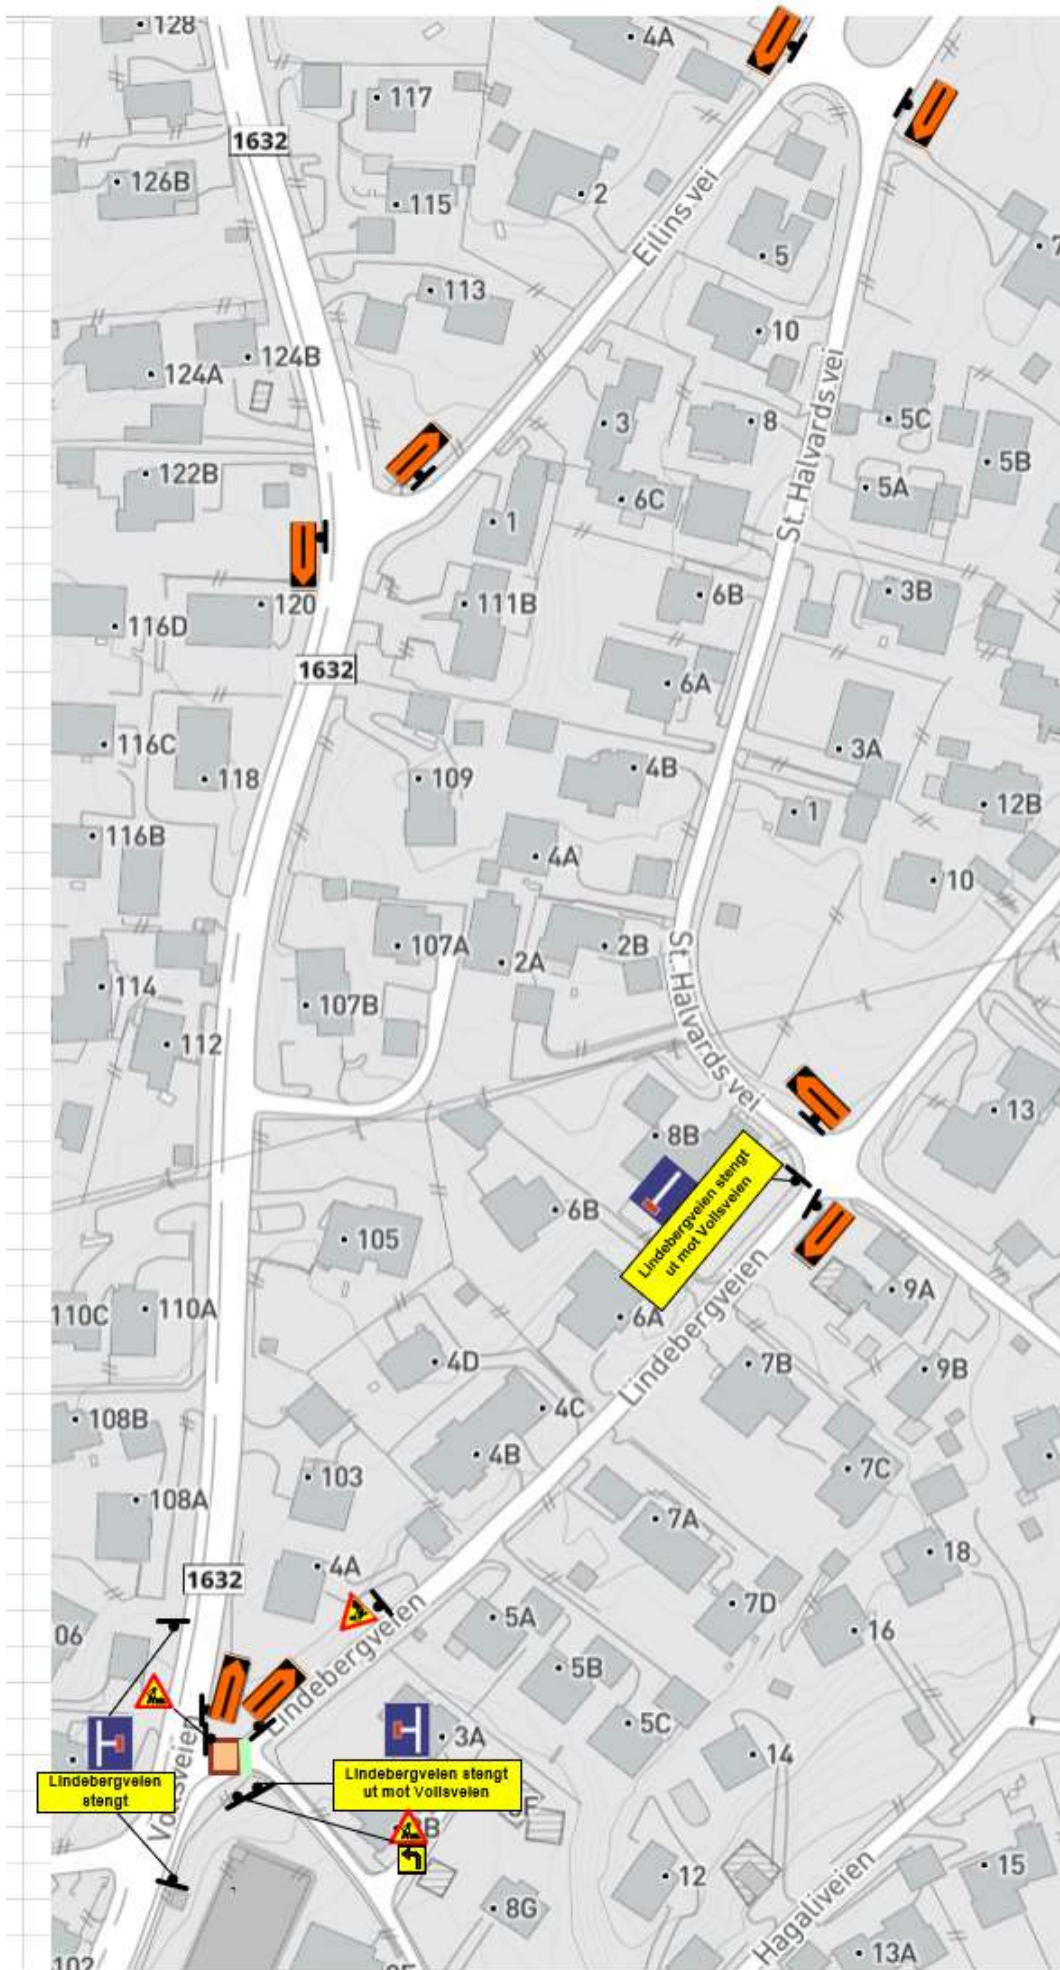 128
4A
117
1632
126B
115
2
Eilins vei
5
7
113
10
124B
124A
St. Halvards vei
3
8
5C
122B
5B
5A
6C
1
120
111B
6B
3B
116D
1632
6A
116C
3A
118
109
4B
12B
1
116B
4A
10
107A
2A
2B
St. Halvards vei
114
107B
112
13
8B
Lindebergveien stengt
ut mot Vollsveien
6B
105
9A
110C
110A
6A
Lindebergveien
4D
7B
9B
108B
4C
4B
103
7C
108A
7A
18
1632
4A
Lindebergveien
7D
5A
16
06
5B
5C
3A
14
Vollsveien
Lindebergveien
stengt
Lindebergveien stengt
ut mot Vollsveien
B
12
15
8G
Hagaliveien
13A
102